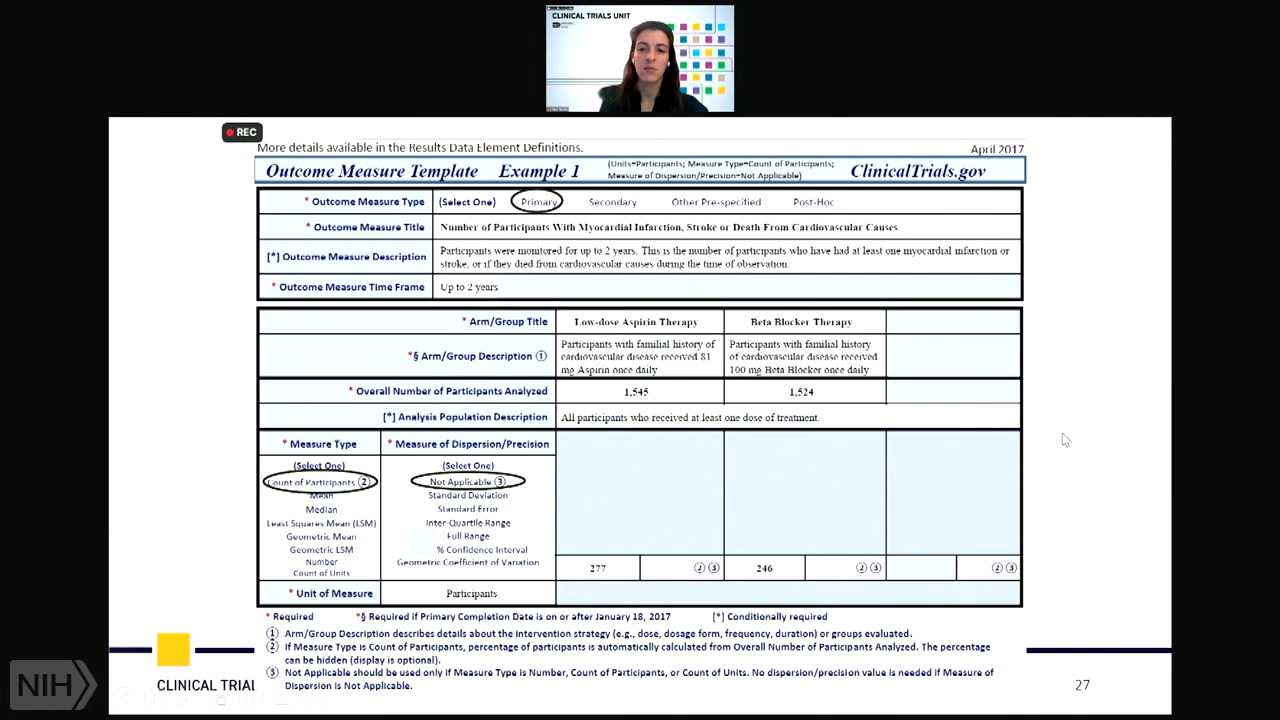 CLINICAL TRIALS UNIT
REC
More details available in the Results Data Element Definitions.
April 2017
Outcome Measure Template Example 1
(Units=Participants; Measure Type=Count of Participants;
Measure of Dispersion/Precision=Not Applicable)
ClinicalTrials.gov
* Outcome Measure Type
(Select One) Primary Secondary Other Pre-specified Post-Hoc
* Outcome Measure Title
Number of Participants With Myocardial Infarction, Stroke or Death From Cardiovascular Causes
[*] Outcome Measure Description
Participants were monitored for up to 2 years. This is the number of participants who have had at least one myocardial infarction or
stroke, or if they died from cardiovascular causes during the time of observation.
* Outcome Measure Time Frame
Up to 2 years
* Arm/Group Title
Low-dose Aspirin Therapy
Beta Blocker Therapy
*§ Arm/Group Description ①
Participants with familial history of
cardiovascular disease received 81
mg Aspirin once daily
Participants with familial history
of cardiovascular disease received
100 mg Beta Blocker once daily
* Overall Number of Participants Analyzed
1,545
1,524
[*] Analysis Population Description
All participants who received at least one dose of treatment.
* Measure Type
(Select One)
Count of Participants ②
Mean
Median
Least Squares Mean (LSM)
Geometric Mean
Geometric LSM
Number
Count of Units
* Measure of Dispersion/Precision
(Select One)
Not Applicable ③
Standard Deviation
Standard Error
Inter-Quartile Range
Full Range
% Confidence Interval
Geometric Coefficient of Variation
277
②③
246
②③
②③
* Unit of Measure
Participants
* Required *§ Required if Primary Completion Date is on or after January 18, 2017 [*] Conditionally required
① Arm/Group Description describes details about the intervention strategy (e.g., dose, dosage form, frequency, duration) or groups evaluated.
② If Measure Type is Count of Participants, percentage of participants is automatically calculated from Overall Number of Participants Analyzed. The percentage
can be hidden (display is optional).
③ Not Applicable should be used only if Measure Type is Number, Count of Participants, or Count of Units. No dispersion/precision value is needed if Measure of
Dispersion is Not Applicable.
NIH
CLINICAL TRIAL
27